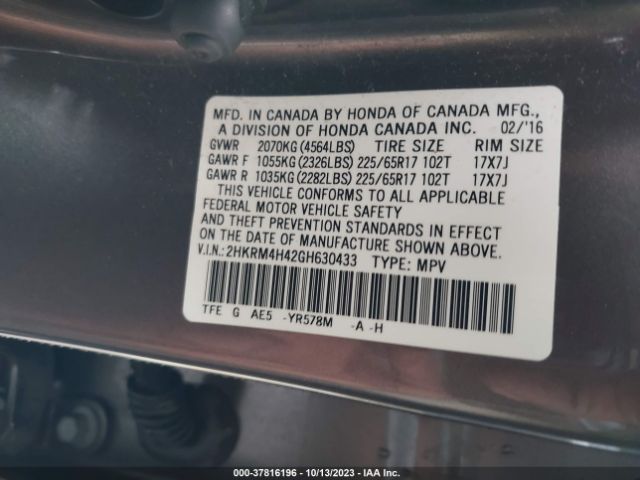 MFD. IN CANADA BY HONDA OF CANADA MFG.,
A DIVISION OF HONDA CANADA INC. 02/'16
GVWR 2070KG (4564LBS) TIRE SIZE RIM SIZE
GAWR F 1055KG (2326LBS) 225/65R17 102T 17X7J
GAWR R 1035KG (2282LBS) 225/65R17 102T 17X7J
THIS VEHICLE CONFORMS TO ALL APPLICABLE
FEDERAL MOTOR VEHICLE SAFETY
AND THEFT PREVENTION STANDARDS IN EFFECT
ON THE DATE OF MANUFACTURE SHOWN ABOVE.
V.I.N.: 2HKRM4H42GH630433 TYPE: MPV
TFE G AE5 -YR578M -A -H
000-37816196 - 10/13/2023 - IAA Inc.